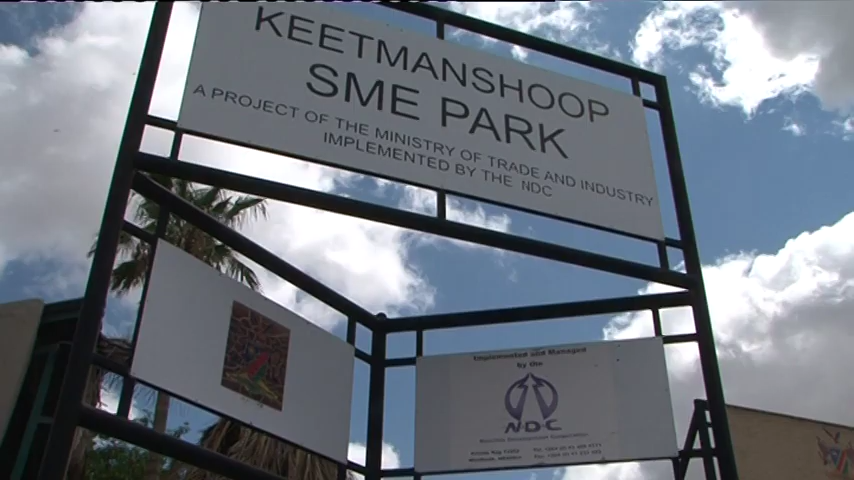 KEETMANSHOOP
SME PARK
A PROJECT OF THE MINISTRY OF TRADE AND INDUSTRY
IMPLEMENTED BY THE NDC
Implemented and Managed
by the
NDC